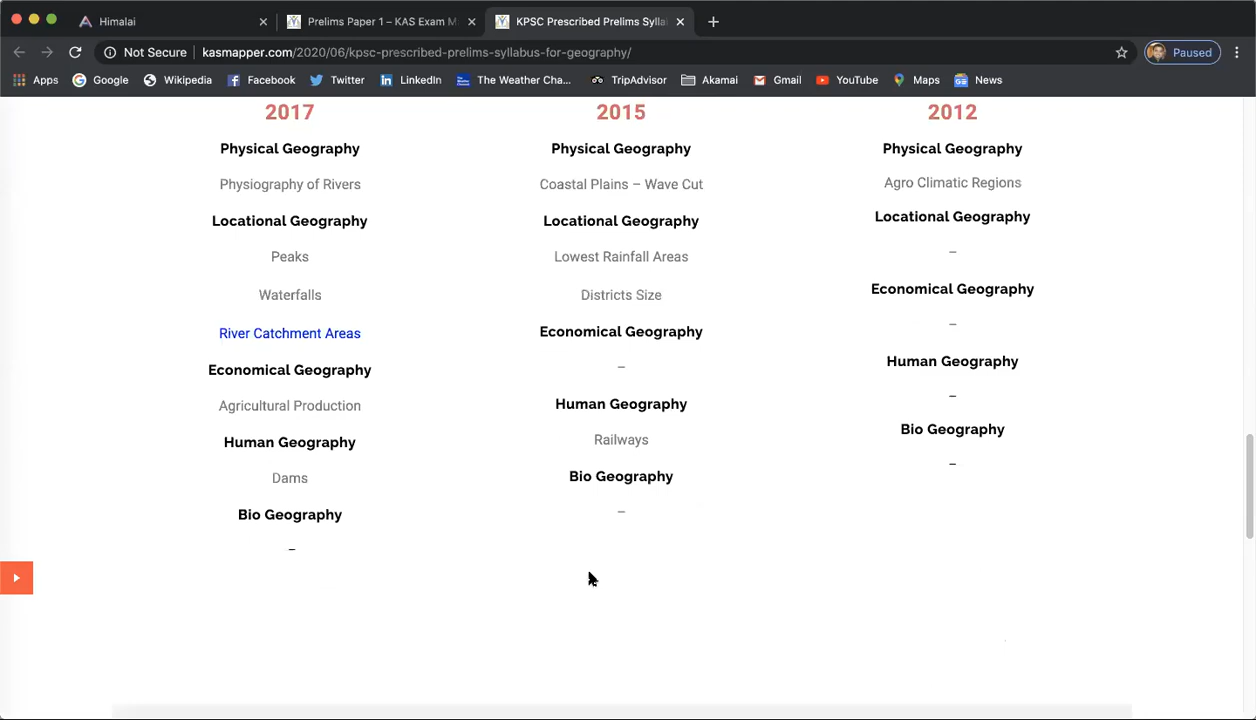 Himalai
Prelims Paper 1 – KAS Exam M
KPSC Prescribed Prelims Sylla
Not Secure
kasmapper.com/2020/06/kpsc-prescribed-prelims-syllabus-for-geography/
Paused
Apps
Google
Wikipedia
Facebook
Twitter
LinkedIn
The Weather Cha...
TripAdvisor
Akamai
Gmail
YouTube
Maps
News
2017
Physical Geography
Physiography of Rivers
Locational Geography
Peaks
Waterfalls
River Catchment Areas
Economical Geography
Agricultural Production
Human Geography
Dams
Bio Geography
–
2015
Physical Geography
Coastal Plains – Wave Cut
Locational Geography
Lowest Rainfall Areas
Districts Size
Economical Geography
–
Human Geography
Railways
Bio Geography
–
2012
Physical Geography
Agro Climatic Regions
Locational Geography
–
Economical Geography
–
Human Geography
–
Bio Geography
–